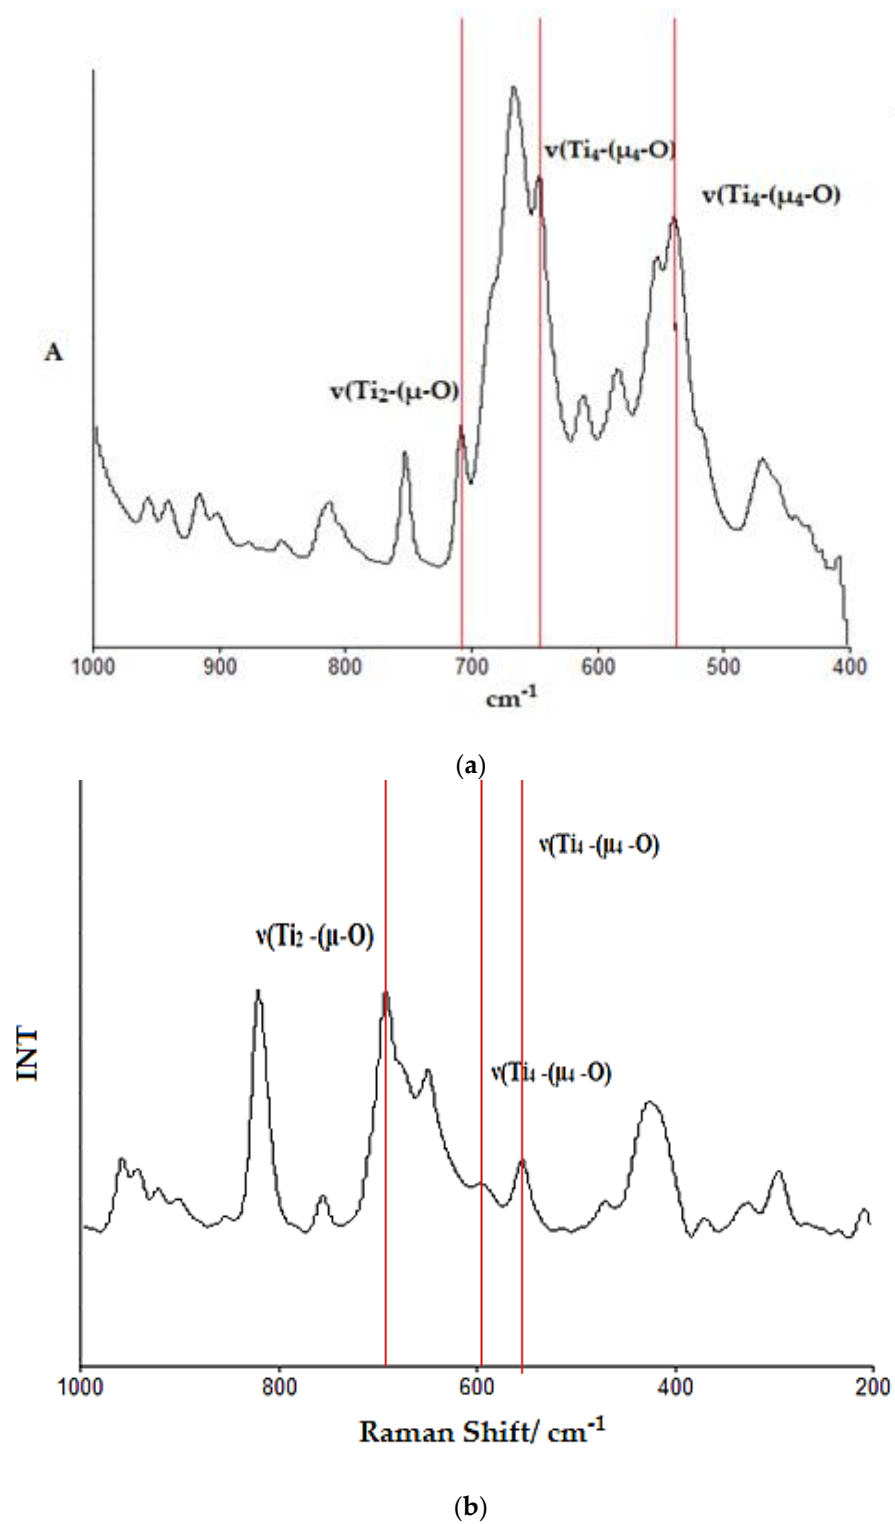 ν(Ti₄-(μ₄-O)
ν(Ti₄-(μ₄-O)
A
ν(Ti₂-(μ-O)
1000 900 800 700 600 500 400
cm⁻¹
(a)
ν(Ti₄ -(μ₄ -O)
ν(Ti₂ -(μ-O)
INT
ν(Ti₄ -(μ₄ -O)
1000 800 600 400 200
Raman Shift/ cm⁻¹
(b)